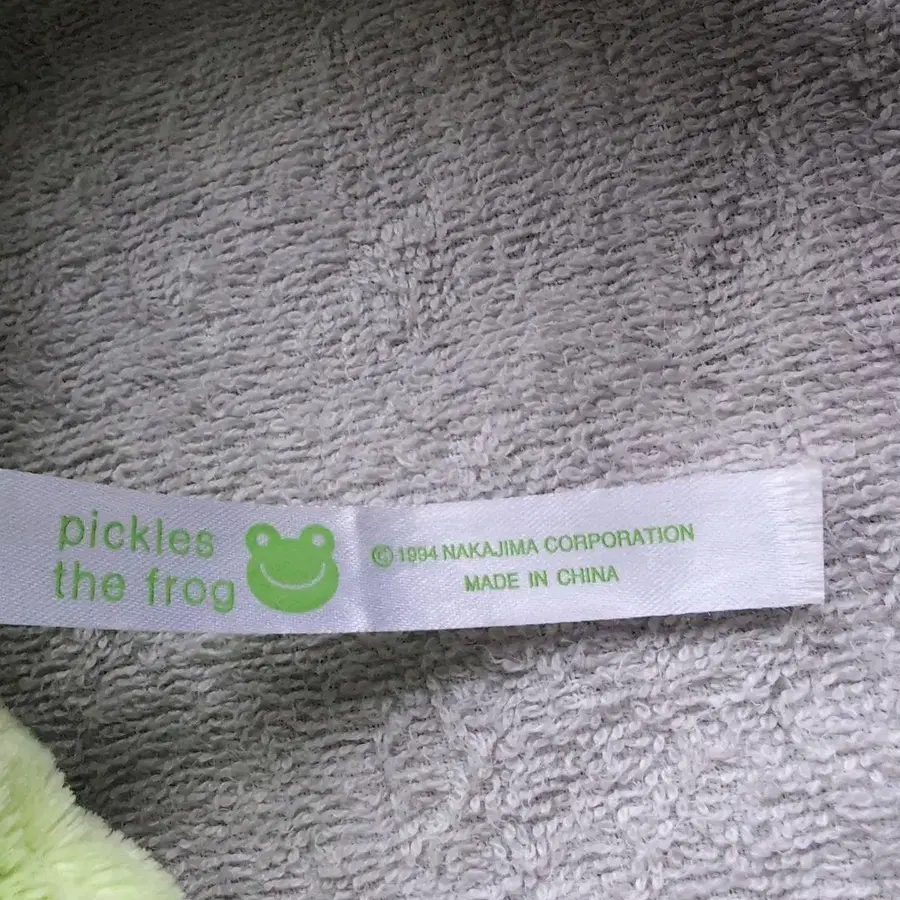 pickles
the frog
© 1994 NAKAJIMA CORPORATION
MADE IN CHINA